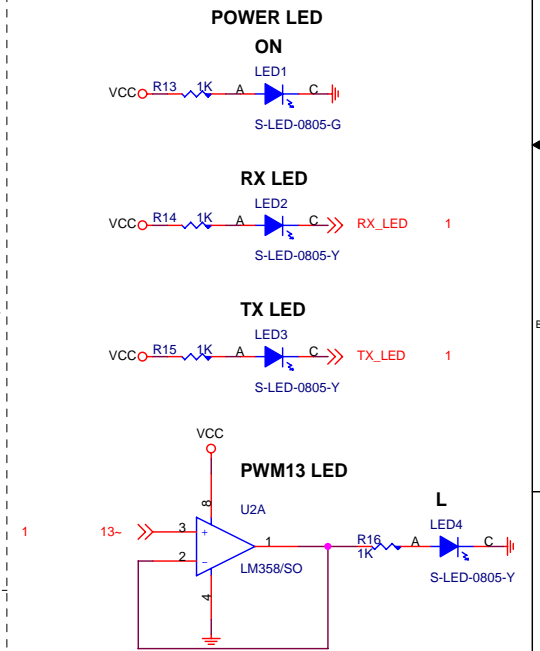 POWER LED
ON
LED1
VCC R13 1K A C
S-LED-0805-G
RX LED
LED2
VCC R14 1K A C RX_LED 1
S-LED-0805-Y
TX LED
LED3
VCC R15 1K A C TX_LED 1
S-LED-0805-Y
VCC
PWM13 LED
8 U2A L
1 13~ 3 + 1 R16 1K A LED4 C
2 -
LM358/SO S-LED-0805-Y
4
E